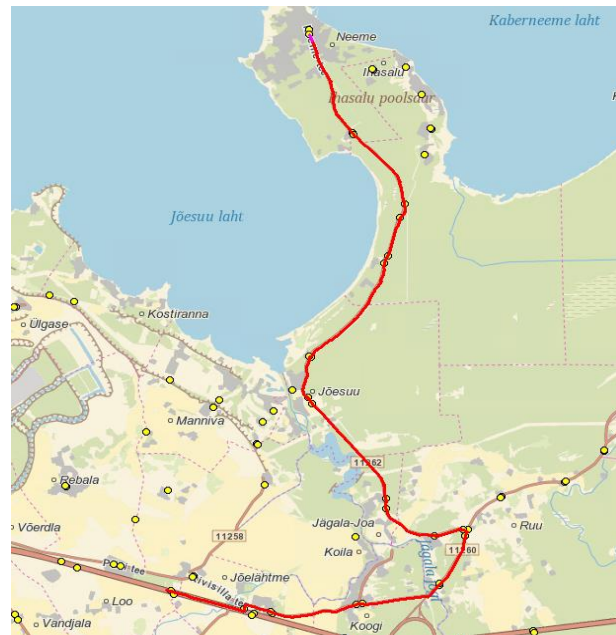 Kaberneeme laht
Neeme
Ihasalu
Ihasalu poolsaar
Jõesuu laht
Kostiranna
Ülgase
Jõesuu
Manniva
11262
Rebala
Võerdla
11258
Jägala-Joa
Ruu
Koila
11260
Jägala
Jõelähtme
Loo
Koogi
Vandjala